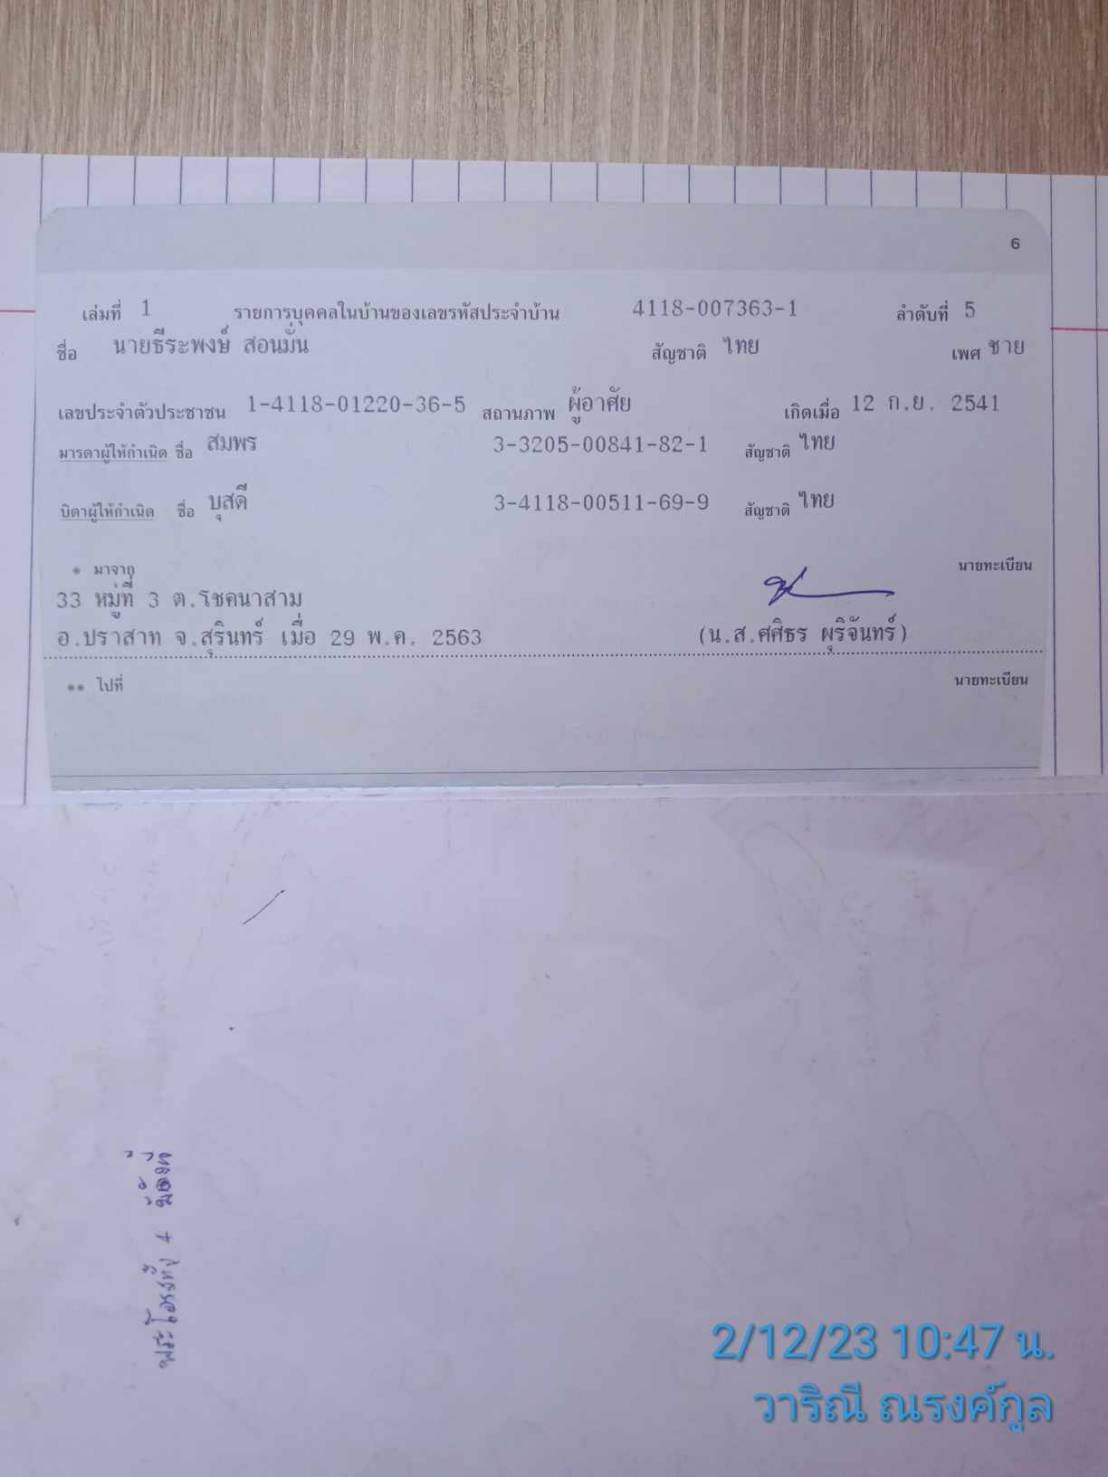 6
เล่มที่ 1 รายการบุคคลในบ้านของเลขรหัสประจำบ้าน 4118-007363-1 ลำดับที่ 5
ชื่อ นายธีระพงษ์ สอนมั่น สัญชาติ ไทย เพศ ชาย
เลขประจำตัวประชาชน 1-4118-01220-36-5 สถานภาพ ผู้อาศัย เกิดเมื่อ 12 ก.ย. 2541
มารดาผู้ให้กำเนิด ชื่อ สมพร 3-3205-00841-82-1 สัญชาติ ไทย
บิดาผู้ให้กำเนิด ชื่อ บุสดี 3-4118-00511-69-9 สัญชาติ ไทย
* มาจาก นายทะเบียน
33 หมู่ที่ 3 ต.โชคนาสาม
อ.ปราสาท จ.สุรินทร์ เมื่อ 29 พ.ค. 2563 (น.ส.ศศิธร ผุริจันทร์)
** ไปที่ นายทะเบียน
2/12/23 10:47 น.
วาริณี ณรงค์กูล